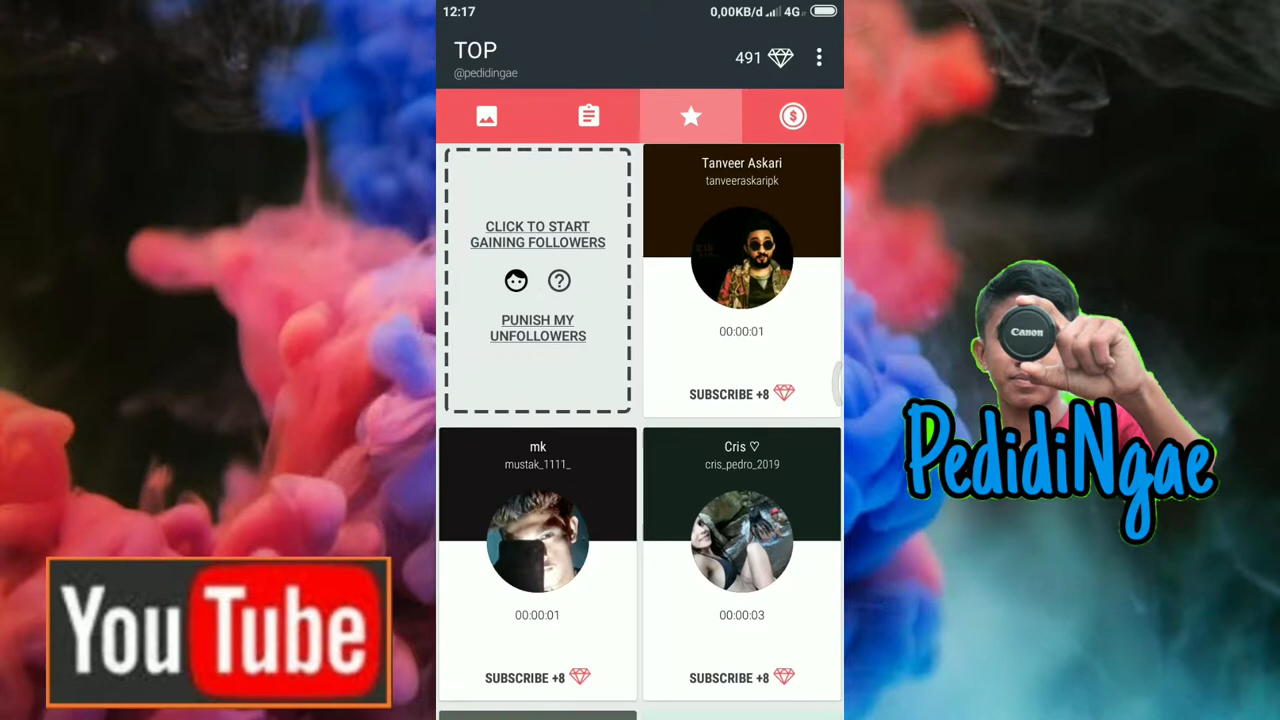 12:17
0,00KB/d
4G
TOP
@pedidingae
491
CLICK TO START
GAINING FOLLOWERS
PUNISH MY
UNFOLLOWERS
Tanveer Askari
tanveeraskaripk
00:00:01
SUBSCRIBE +8
mk
mustak_1111_
00:00:01
SUBSCRIBE +8
Cris ♡
cris_pedro_2019
00:00:03
SUBSCRIBE +8
YouTube
Canon
PedidiNgae